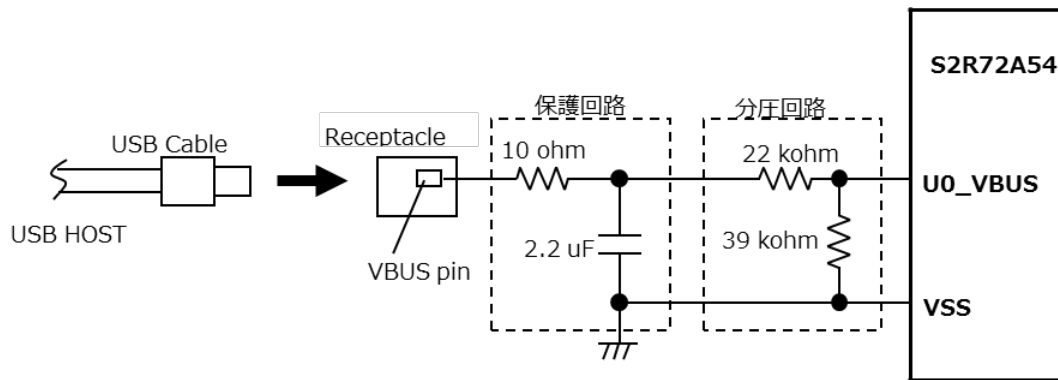 S2R72A54
保護回路
分圧回路
USB Cable
Receptacle
10 ohm
22 kohm
U0_VBUS
USB HOST
2.2 uF
39 kohm
VBUS pin
VSS